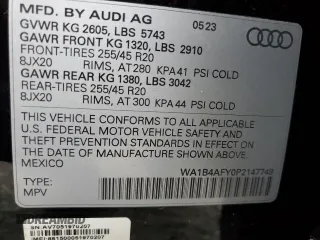 MFD. BY AUDI AG 05:23
GVWR KG 2605, LBS 5743
GAWR FRONT KG 1320, LBS 2910
FRONT-TIRES 255/45 R20
8JX20 RIMS, AT 280 KPA 41 PSI COLD
GAWR REAR KG 1380, LBS 3042
REAR-TIRES 255/45 R20
8JX20 RIMS, AT 300 KPA 44 PSI COLD
THIS VEHICLE CONFORMS TO ALL APPLICABLE
U.S. FEDERAL MOTOR VEHICLE SAFETY AND
THEFT PREVENTION STANDARDS IN EFFECT ON
THE DATE OF MANUFACTURE SHOWN ABOVE.
MEXICO
WA1B4AFY0P2147742
TYPE:
MPV
SN: AV7051970207